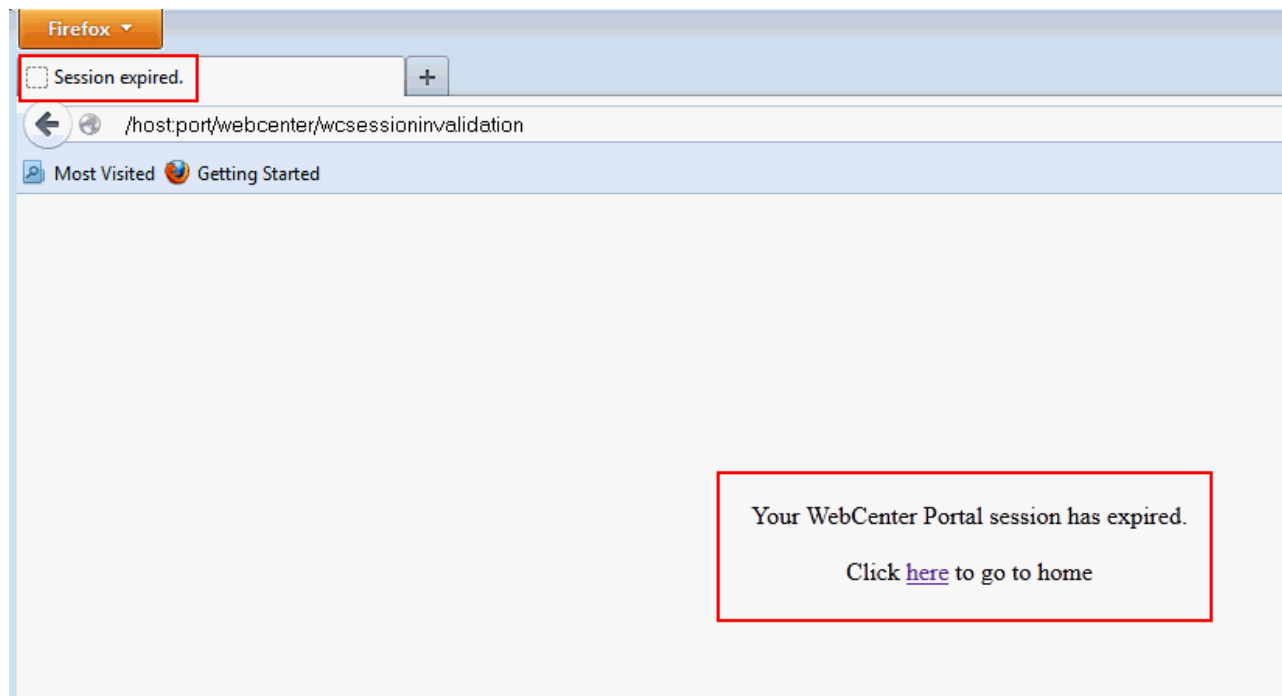 Firefox
Session expired.
+
/host:port/webcenter/wcsessioninvalidation
Most Visited Getting Started
Your WebCenter Portal session has expired.
Click here to go to home